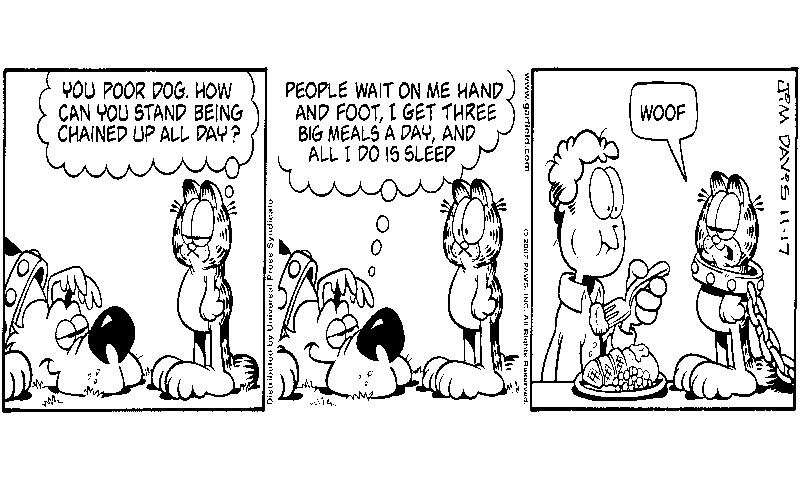 YOU POOR DOG. HOW
CAN YOU STAND BEING
CHAINED UP ALL DAY?
Distributed by Universal Press Syndicate
PEOPLE WAIT ON ME HAND
AND FOOT, I GET THREE
BIG MEALS A DAY, AND
ALL I DO IS SLEEP
www.garfield.com
© 2007 PAWS, INC. All Rights Reserved.
WOOF
JIM DAVIS 11-17